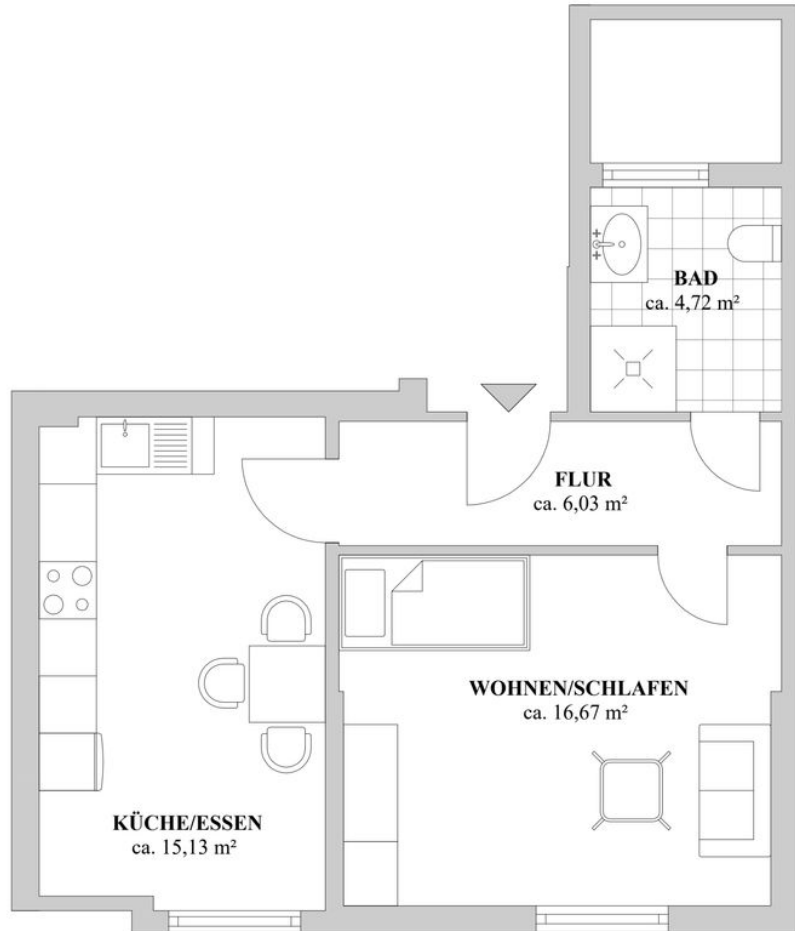 BAD
ca. 4,72 m²
FLUR
ca. 6,03 m²
WOHNEN/SCHLAFEN
ca. 16,67 m²
KÜCHE/ESSEN
ca. 15,13 m²